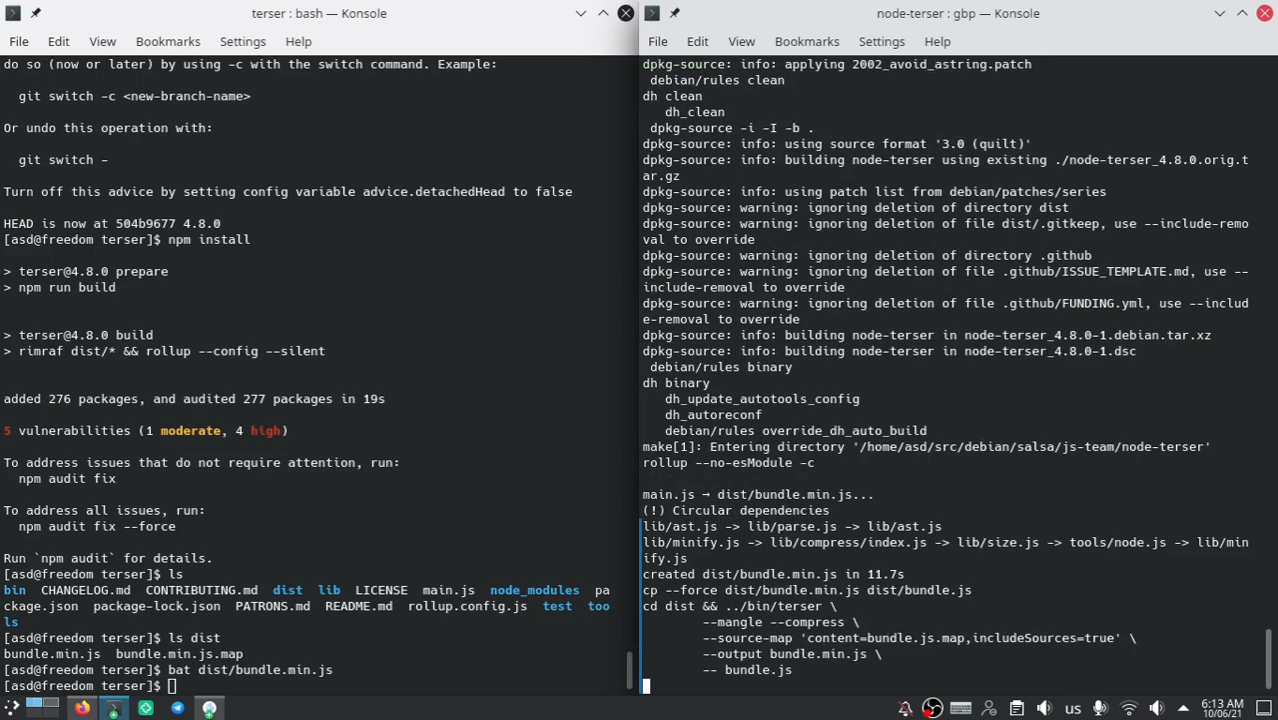 terser : bash — Konsole
File Edit View Bookmarks Settings Help
do so (now or later) by using -c with the switch command. Example:
git switch -c <new-branch-name>
Or undo this operation with:
git switch -
Turn off this advice by setting config variable advice.detachedHead to false
HEAD is now at 504b9677 4.8.0
[asd@freedom terser]$ npm install
> terser@4.8.0 prepare
> npm run build
> terser@4.8.0 build
> rimraf dist/* && rollup --config --silent
added 276 packages, and audited 277 packages in 19s
5 vulnerabilities (1 moderate, 4 high)
To address issues that do not require attention, run:
npm audit fix
To address all issues, run:
npm audit fix --force
Run `npm audit` for details.
[asd@freedom terser]$ ls
bin CHANGELOG.md CONTRIBUTING.md dist lib LICENSE main.js node_modules pa
ckage.json package-lock.json PATRONS.md README.md rollup.config.js test too
ls
[asd@freedom terser]$ ls dist
bundle.min.js bundle.min.js.map
[asd@freedom terser]$ bat dist/bundle.min.js
[asd@freedom terser]$
node-terser : gbp — Konsole
File Edit View Bookmarks Settings Help
dpkg-source: info: applying 2002_avoid_astring.patch
debian/rules clean
dh clean
dh_clean
dpkg-source -i -I -b .
dpkg-source: info: using source format '3.0 (quilt)'
dpkg-source: info: building node-terser using existing ./node-terser_4.8.0.orig.t
ar.gz
dpkg-source: info: using patch list from debian/patches/series
dpkg-source: warning: ignoring deletion of directory dist
dpkg-source: warning: ignoring deletion of file dist/.gitkeep, use --include-remo
val to override
dpkg-source: warning: ignoring deletion of directory .github
dpkg-source: warning: ignoring deletion of file .github/ISSUE_TEMPLATE.md, use --
include-removal to override
dpkg-source: warning: ignoring deletion of file .github/FUNDING.yml, use --includ
e-removal to override
dpkg-source: info: building node-terser in node-terser_4.8.0-1.debian.tar.xz
dpkg-source: info: building node-terser in node-terser_4.8.0-1.dsc
debian/rules binary
dh binary
dh_update_autotools_config
dh_autoreconf
debian/rules override_dh_auto_build
make[1]: Entering directory '/home/asd/src/debian/salsa/js-team/node-terser'
rollup --no-esModule -c
main.js → dist/bundle.min.js...
(!) Circular dependencies
lib/ast.js -> lib/parse.js -> lib/ast.js
lib/minify.js -> lib/compress/index.js -> lib/size.js -> tools/node.js -> lib/min
ify.js
created dist/bundle.min.js in 11.7s
cp --force dist/bundle.min.js dist/bundle.js
cd dist && ../bin/terser \
--mangle --compress \
--source-map 'content=bundle.js.map,includeSources=true' \
--output bundle.min.js \
-- bundle.js
us
6:13 AM
10/06/21